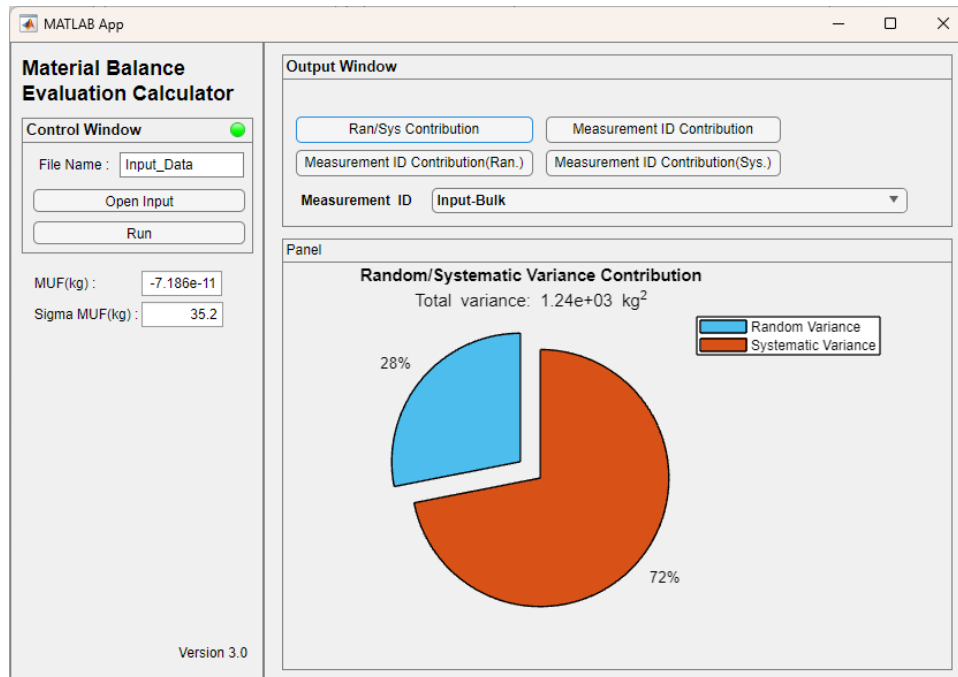 MATLAB App
Material Balance
Evaluation Calculator
Control Window
File Name : Input_Data
Open Input
Run
MUF(kg) : -7.186e-11
Sigma MUF(kg) : 35.2
Version 3.0
Output Window
Ran/Sys Contribution
Measurement ID Contribution
Measurement ID Contribution(Ran.)
Measurement ID Contribution(Sys.)
Measurement ID Input-Bulk
Panel
Random/Systematic Variance Contribution
Total variance: 1.24e+03 kg²
Random Variance
Systematic Variance
28%
72%